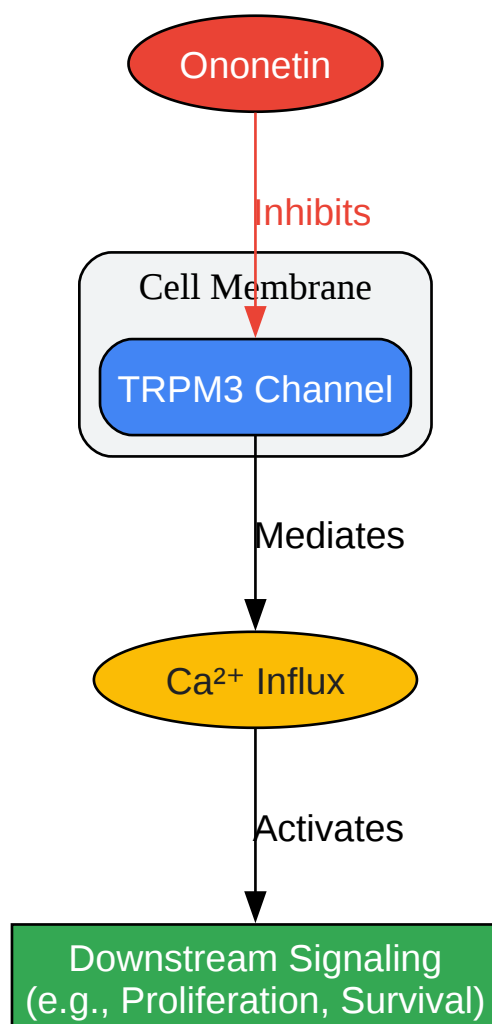 Ononetin
Inhibits
Cell Membrane
TRPM3 Channel
Mediates
Ca²⁺ Influx
Activates
Downstream Signaling
(e.g., Proliferation, Survival)